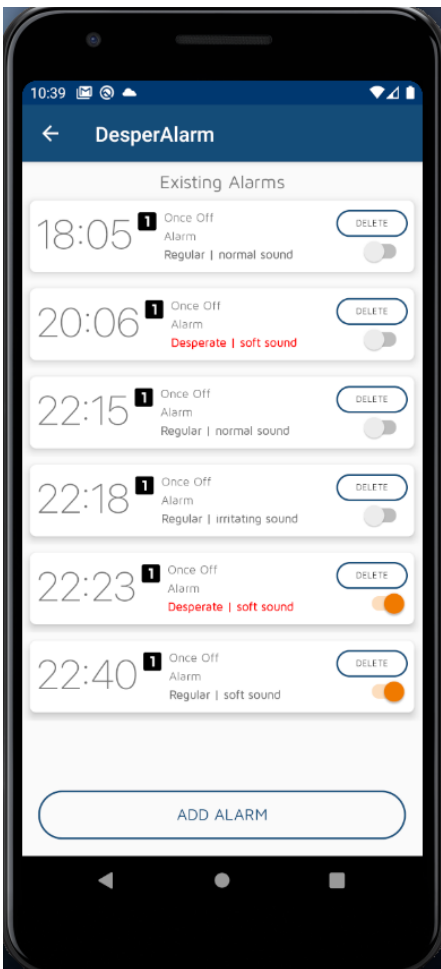 10:39
DesperAlarm
Existing Alarms
18:05 1 Once Off DELETE
Alarm
Regular | normal sound
20:06 1 Once Off DELETE
Alarm
Desperate | soft sound
22:15 1 Once Off DELETE
Alarm
Regular | normal sound
22:18 1 Once Off DELETE
Alarm
Regular | irritating sound
22:23 1 Once Off DELETE
Alarm
Desperate | soft sound
22:40 1 Once Off DELETE
Alarm
Regular | soft sound
ADD ALARM